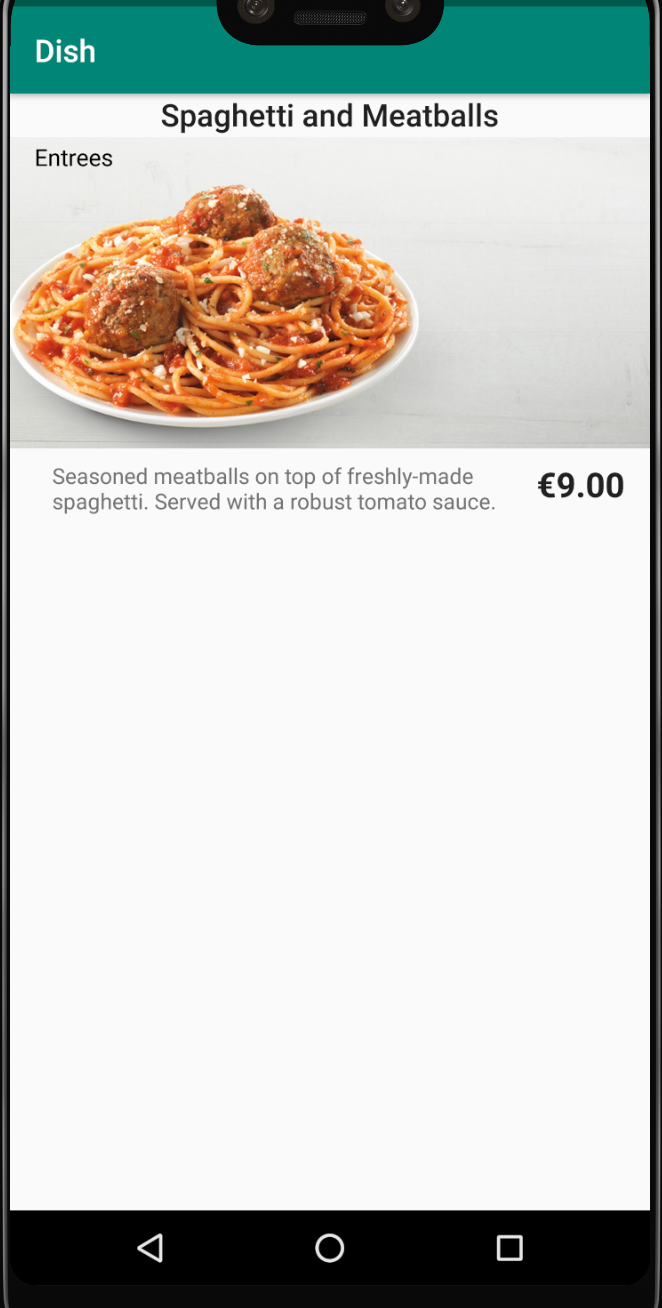 Dish
Spaghetti and Meatballs
Entrees
Seasoned meatballs on top of freshly-made
spaghetti. Served with a robust tomato sauce.
€9.00